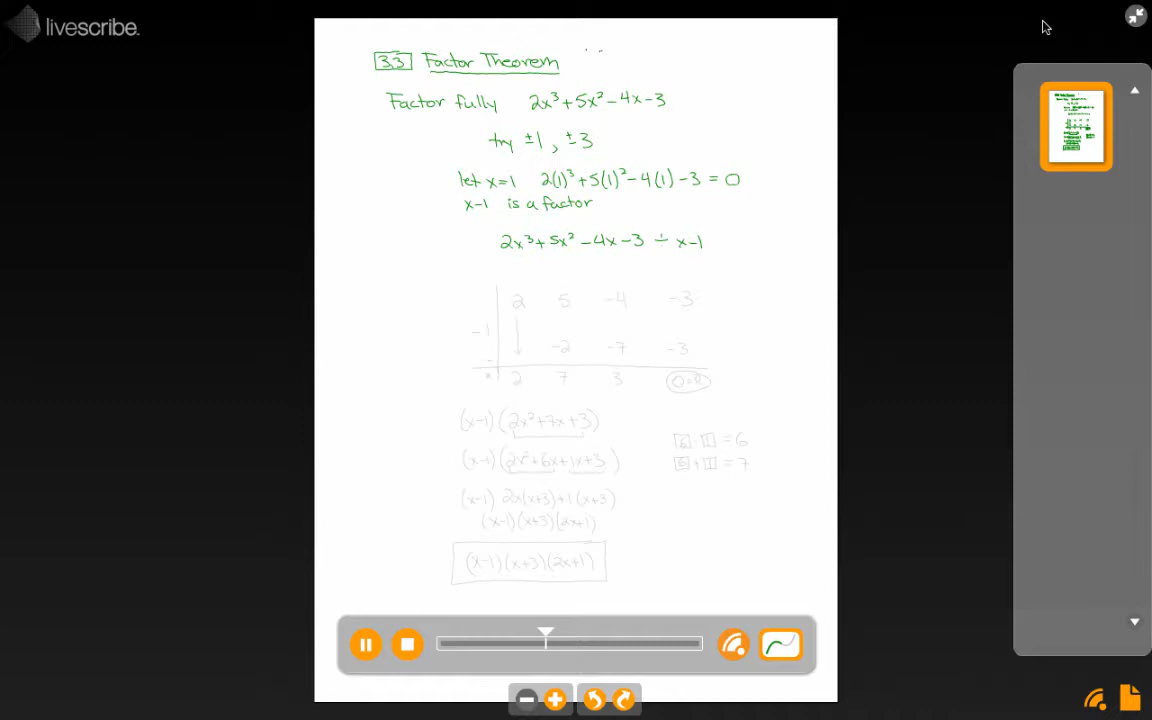 livescribe.
3.3 Factor Theorem
Factor fully 2x³+5x²-4x-3
try ±1, ±3
let x=1 2(1)³+5(1)²-4(1)-3=0
x-1 is a factor
2x³+5x²-4x-3 ÷ x-1
2 5 -4 -3
-1
-2 -7 -3
-
x 2 7 3 0=R
(x-1)(2x²+7x+3)
6 · 1 = 6
(x-1)(2x²+6x+1x+3)
6 + 1 = 7
(x-1) 2x(x+3)+1(x+3)
(x-1)(x+3)(2x+1)
(x-1)(x+3)(2x+1)